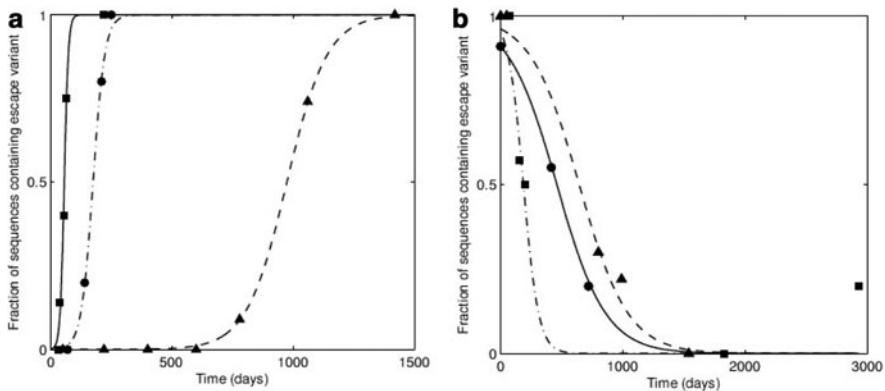 a
Fraction of sequences containing escape variant
1
0.5
0
0
500
1000
1500
Time (days)
b
Fraction of sequences containing escape variant
1
0.5
0
0
1000
2000
3000
Time (days)